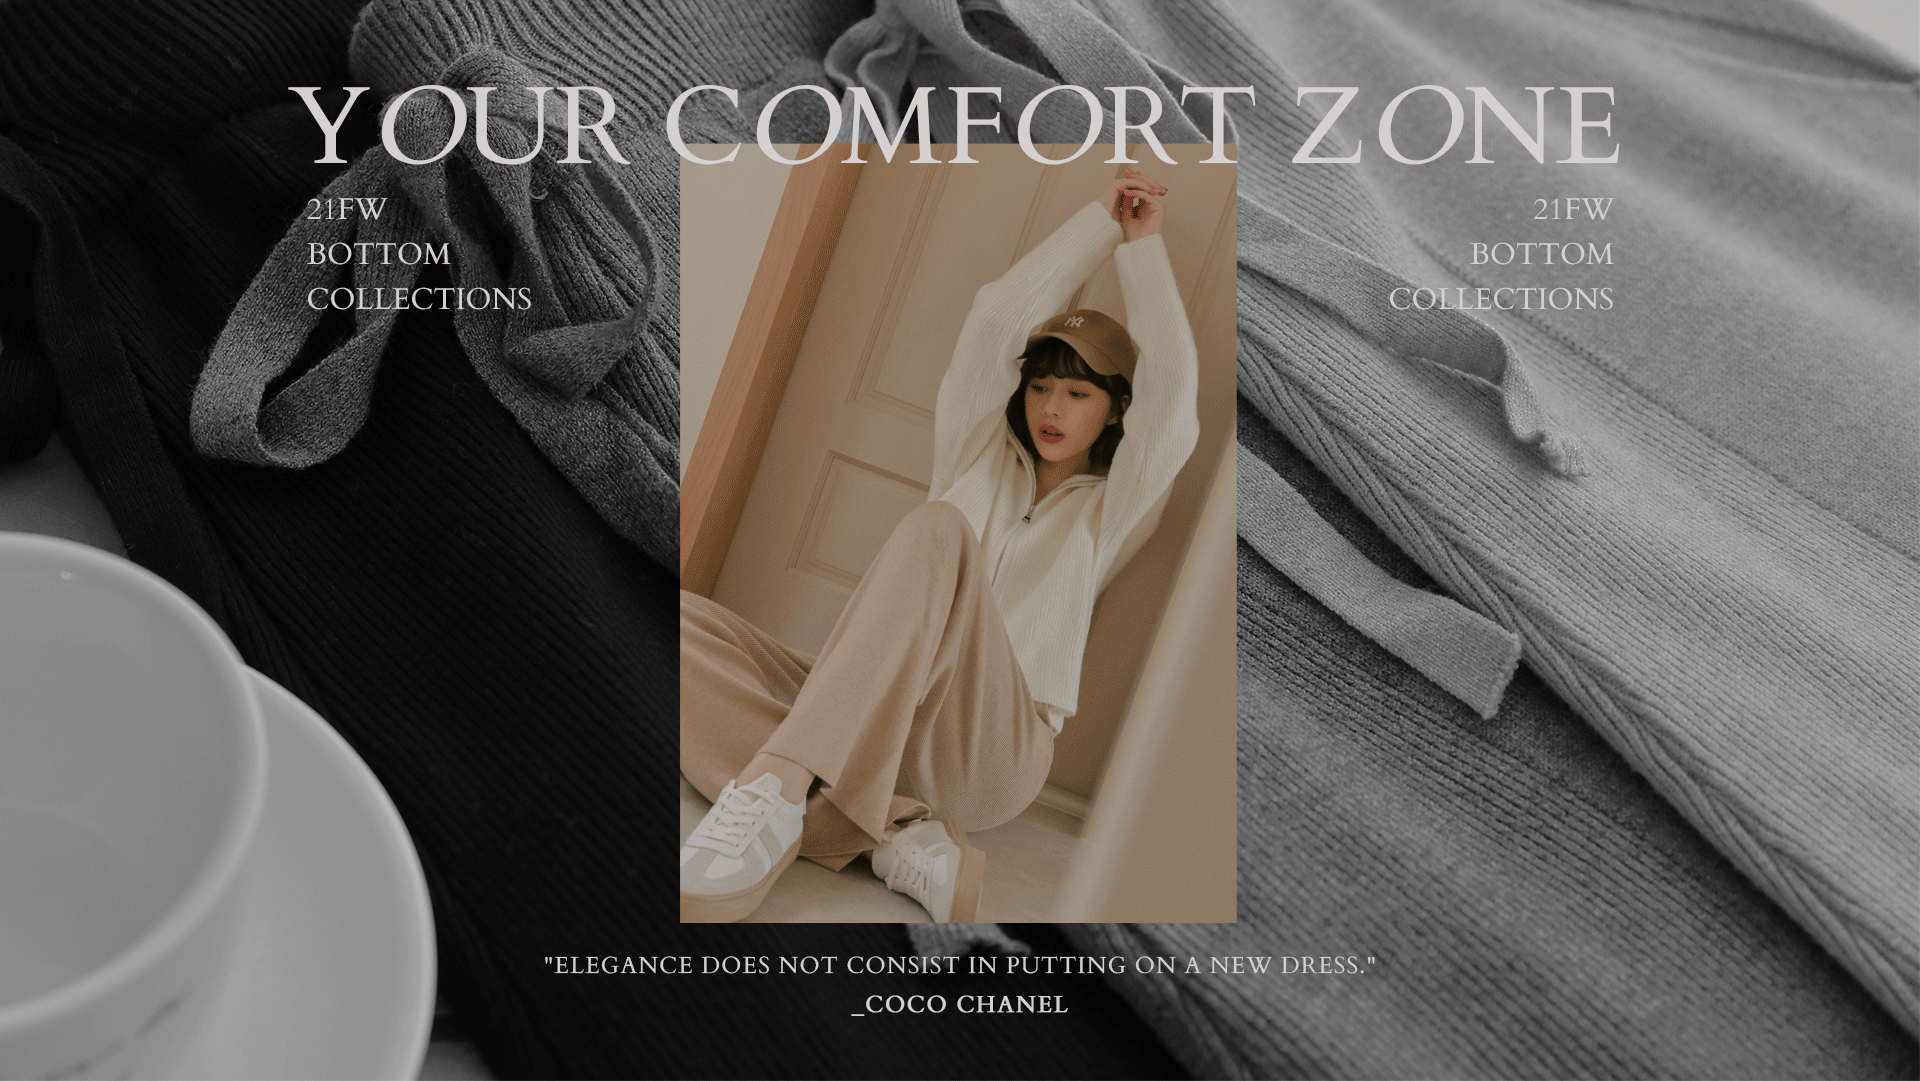 YOUR COMFORT ZONE
21FW
BOTTOM
COLLECTIONS
21FW
BOTTOM
COLLECTIONS
NY
"ELEGANCE DOES NOT CONSIST IN PUTTING ON A NEW DRESS."
_COCO CHANEL